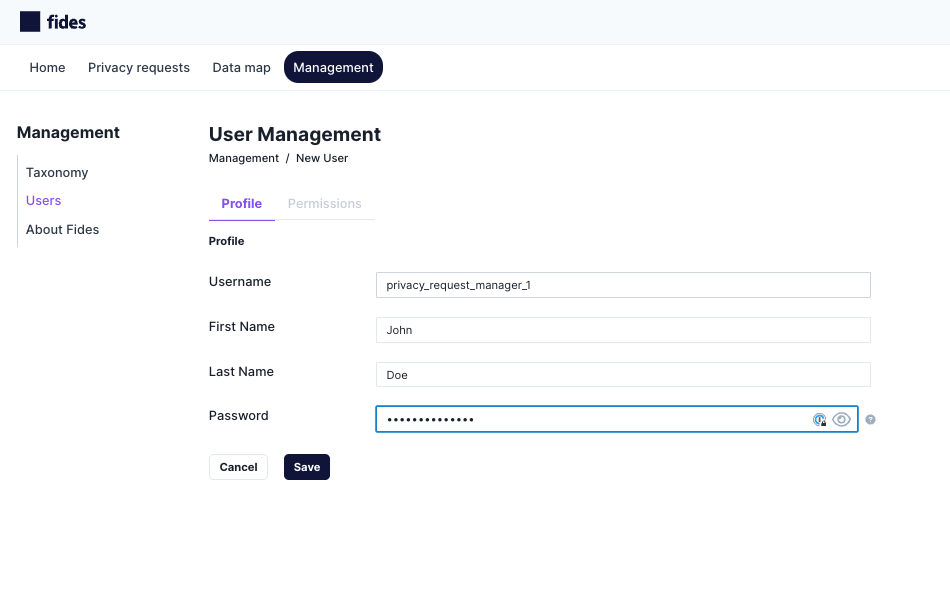 fides
Home Privacy requests Data map Management
Management
Taxonomy
Users
About Fides
User Management
Management / New User
Profile Permissions
Profile
Username privacy_request_manager_1
First Name John
Last Name Doe
Password ••••••••••••••
Cancel Save